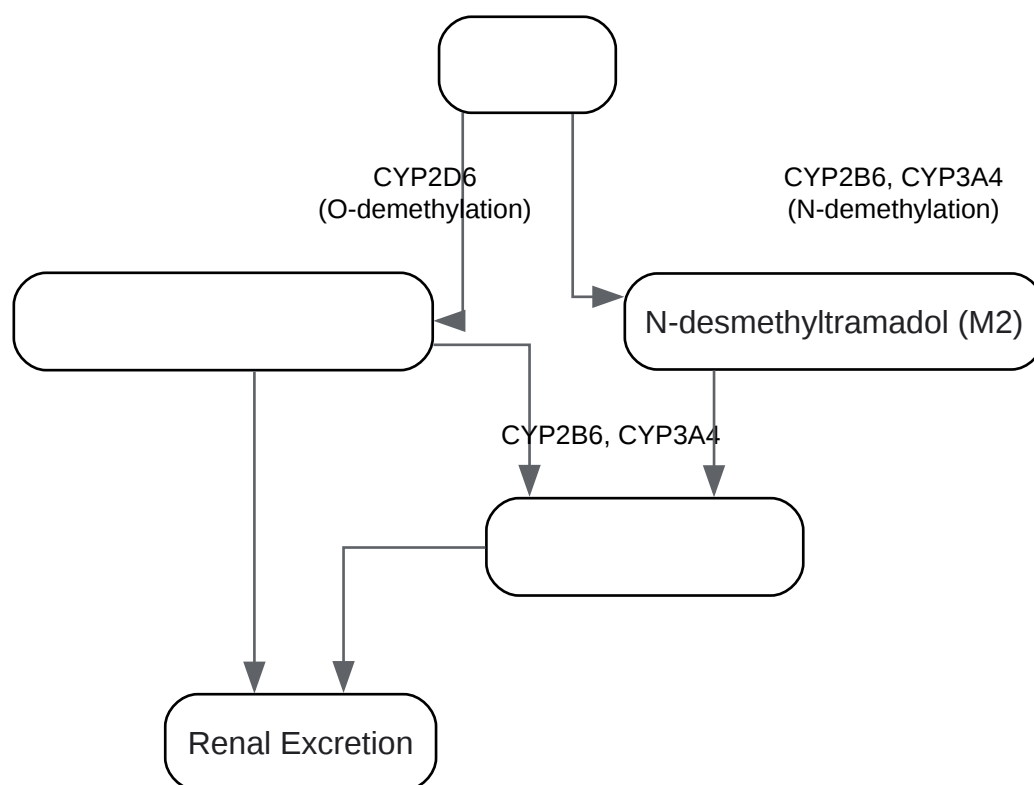 CYP2D6
(O-demethylation)
CYP2B6, CYP3A4
(N-demethylation)
N-desmethyltramadol (M2)
CYP2B6, CYP3A4
Renal Excretion